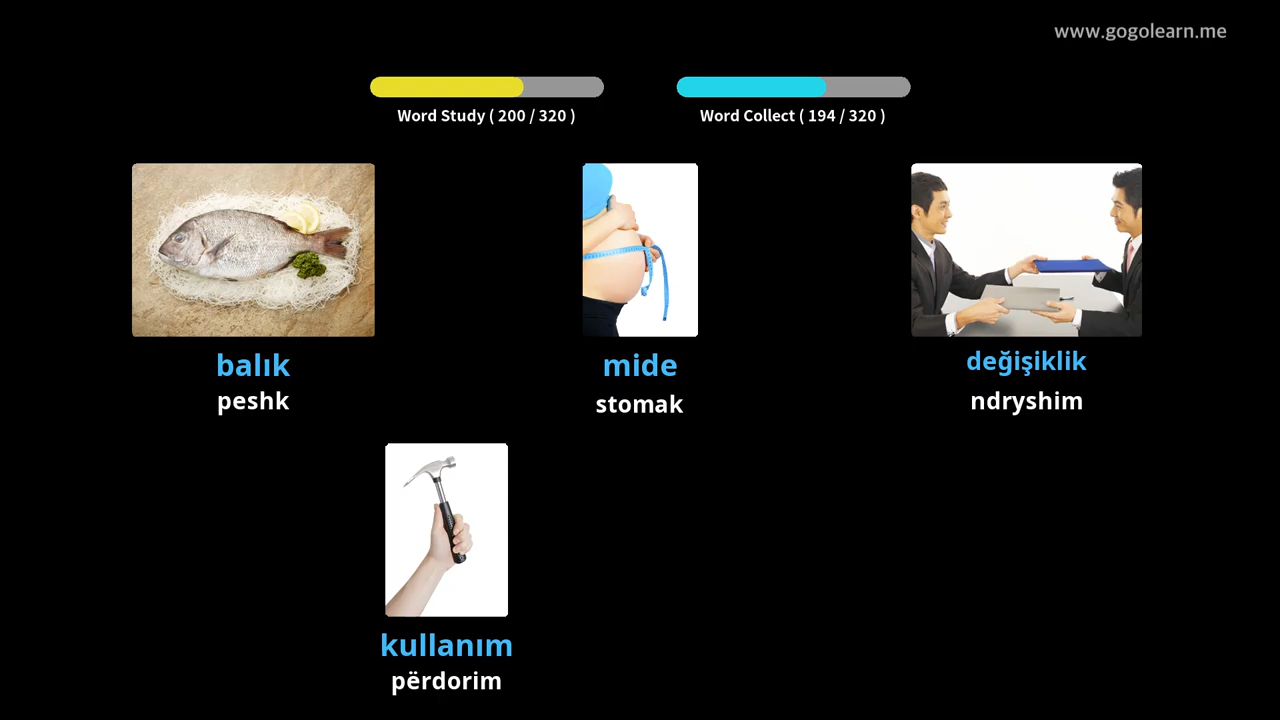 www.gogolearn.me
Word Study ( 200 / 320 )
Word Collect ( 194 / 320 )
balık
peshk
mide
stomak
değişiklik
ndryshim
kullanım
përdorim